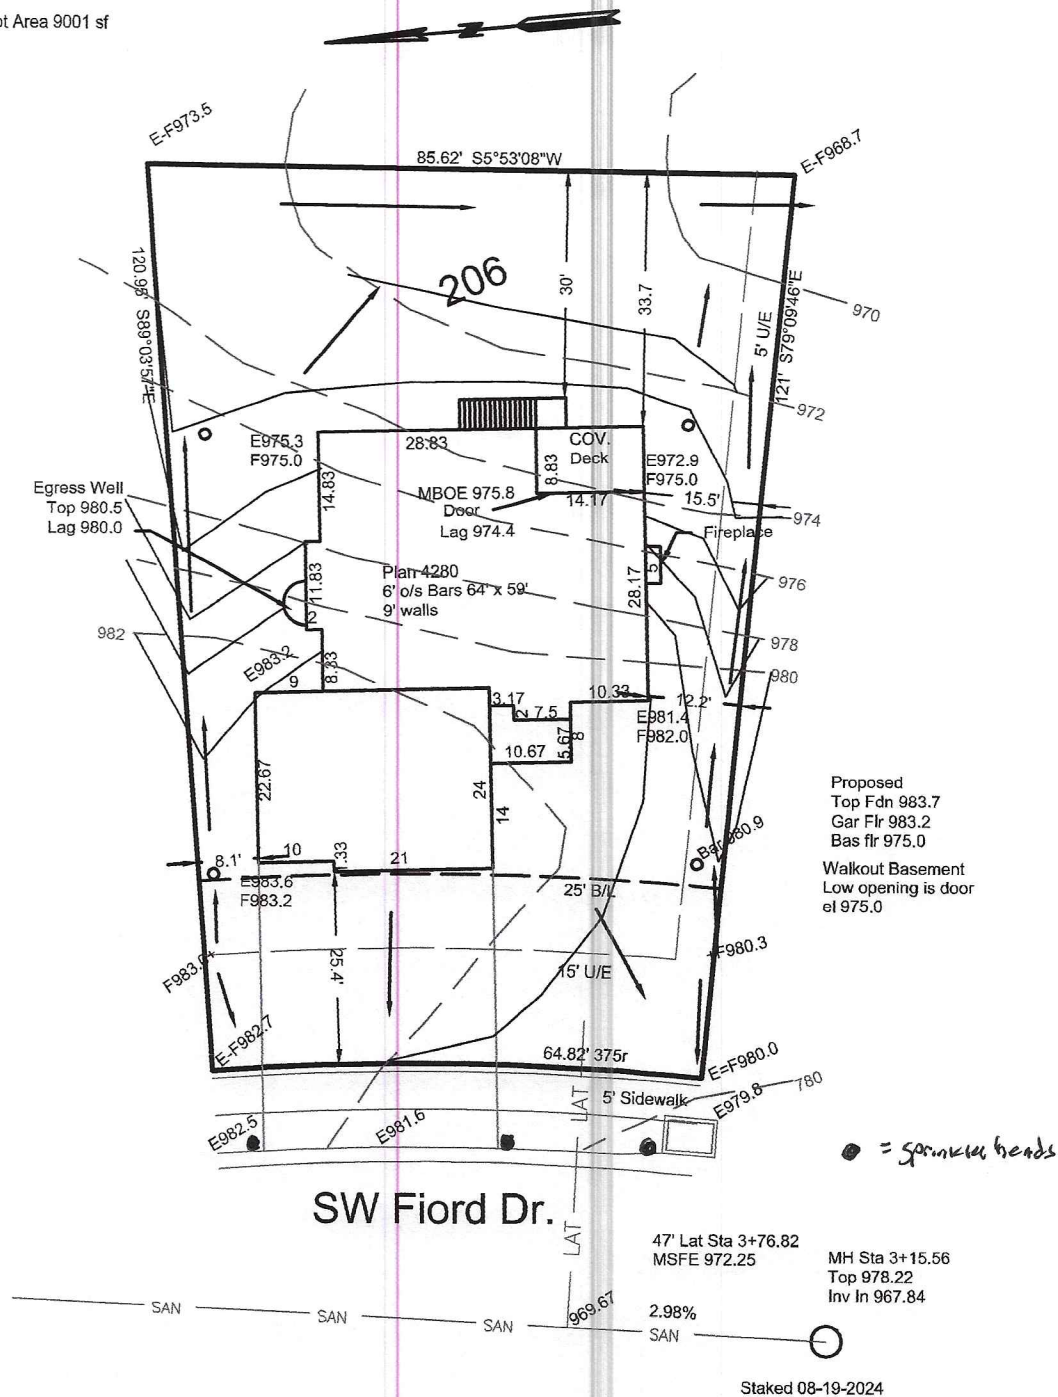 ot Area 9001 sf
N
E-F973.5
85.62' S5°53'08"W
E-F968.7
120.95' S89°03'57"E
206
30'
33.7
5' U/E
121' S79°09'46"E
970
972
E975.3
F975.0
28.83
COV.
Deck
8.83
14.17
E972.9
F975.0
15.5'
974
Egress Well
Top 980.5
Lag 980.0
14.83
MBOE 975.8
Door
Lag 974.4
Fireplace
5
976
11.83
2
Plan 4280
6' o/s Bars 64' x 59'
9' walls
28.17
978
982
E983.2
8.33
9
980
3.17
2
7.5
10.33
12.2'
E981.4
F982.0
5.67
8
10.67
22.67
24
14
Proposed
Top Fdn 983.7
Gar Flr 983.2
Bas flr 975.0
Walkout Basement
Low opening is door
el 975.0
Bar 980.9
8.1'
10
1.33
21
E983.6
F983.2
25' B/L
25.4'
F983.0
F980.3
15' U/E
E-F982.7
64.82' 375r
E=F980.0
780
5' Sidewalk
E979.8
LAT
E982.5
E981.6
= sprinkler heads
SW Fiord Dr.
LAT
47' Lat Sta 3+76.82
MSFE 972.25
MH Sta 3+15.56
Top 978.22
Inv In 967.84
969.67
2.98%
SAN
SAN
SAN
SAN
Staked 08-19-2024